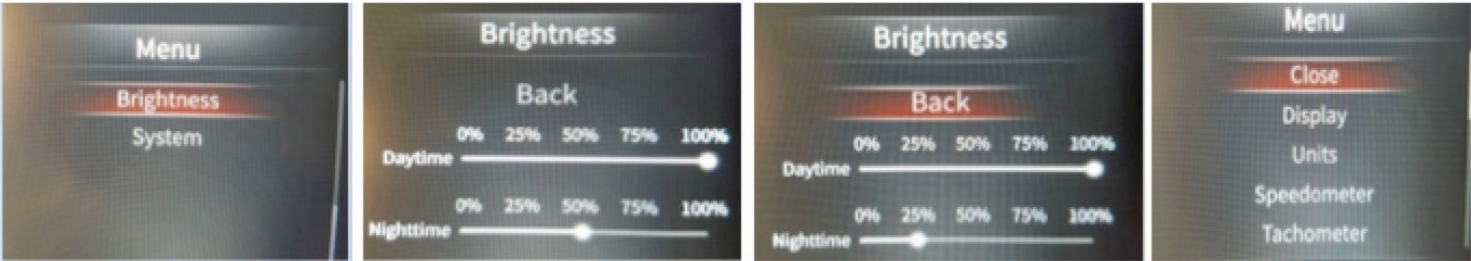 Menu
Brightness
System
Brightness
Back
0% 25% 50% 75% 100%
Daytime
0% 25% 50% 75% 100%
Nighttime
Brightness
Back
0% 25% 50% 75% 100%
Daytime
0% 25% 50% 75% 100%
Nighttime
Menu
Close
Display
Units
Speedometer
Tachometer